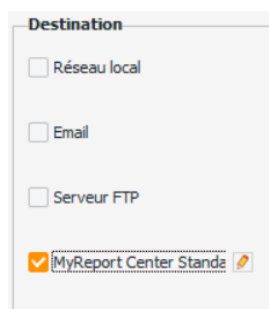 Destination
Réseau local
Email
Serveur FTP
MyReport Center Standa